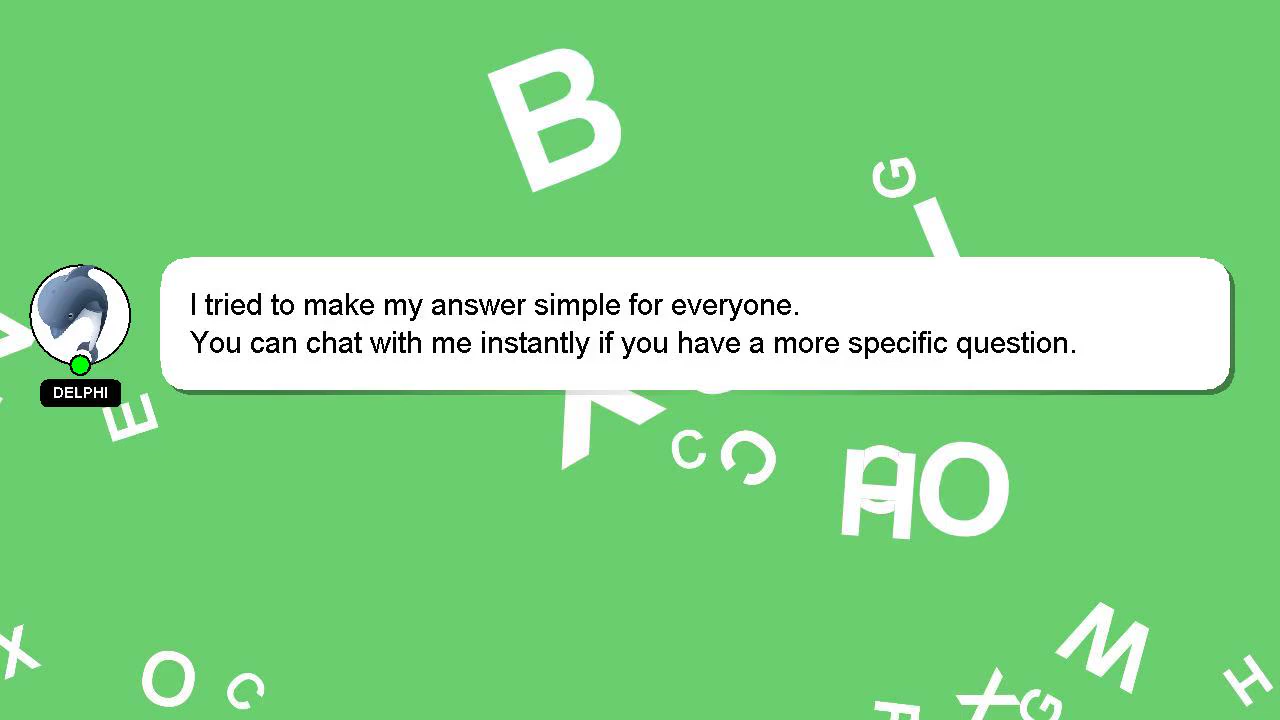 B
G
I
I tried to make my answer simple for everyone.
You can chat with me instantly if you have a more specific question.
DELPHI
E
C
C
H
O
X
O
C
M
H
X
G